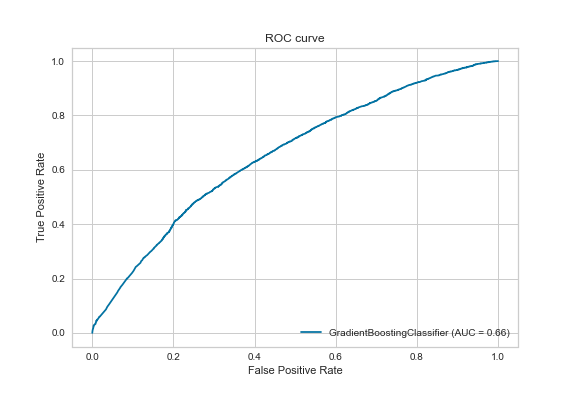 ROC curve
1.0
0.8
0.6
0.4
0.2
0.0
True Positive Rate
GradientBoostingClassifier (AUC = 0.66)
0.0 0.2 0.4 0.6 0.8 1.0
False Positive Rate